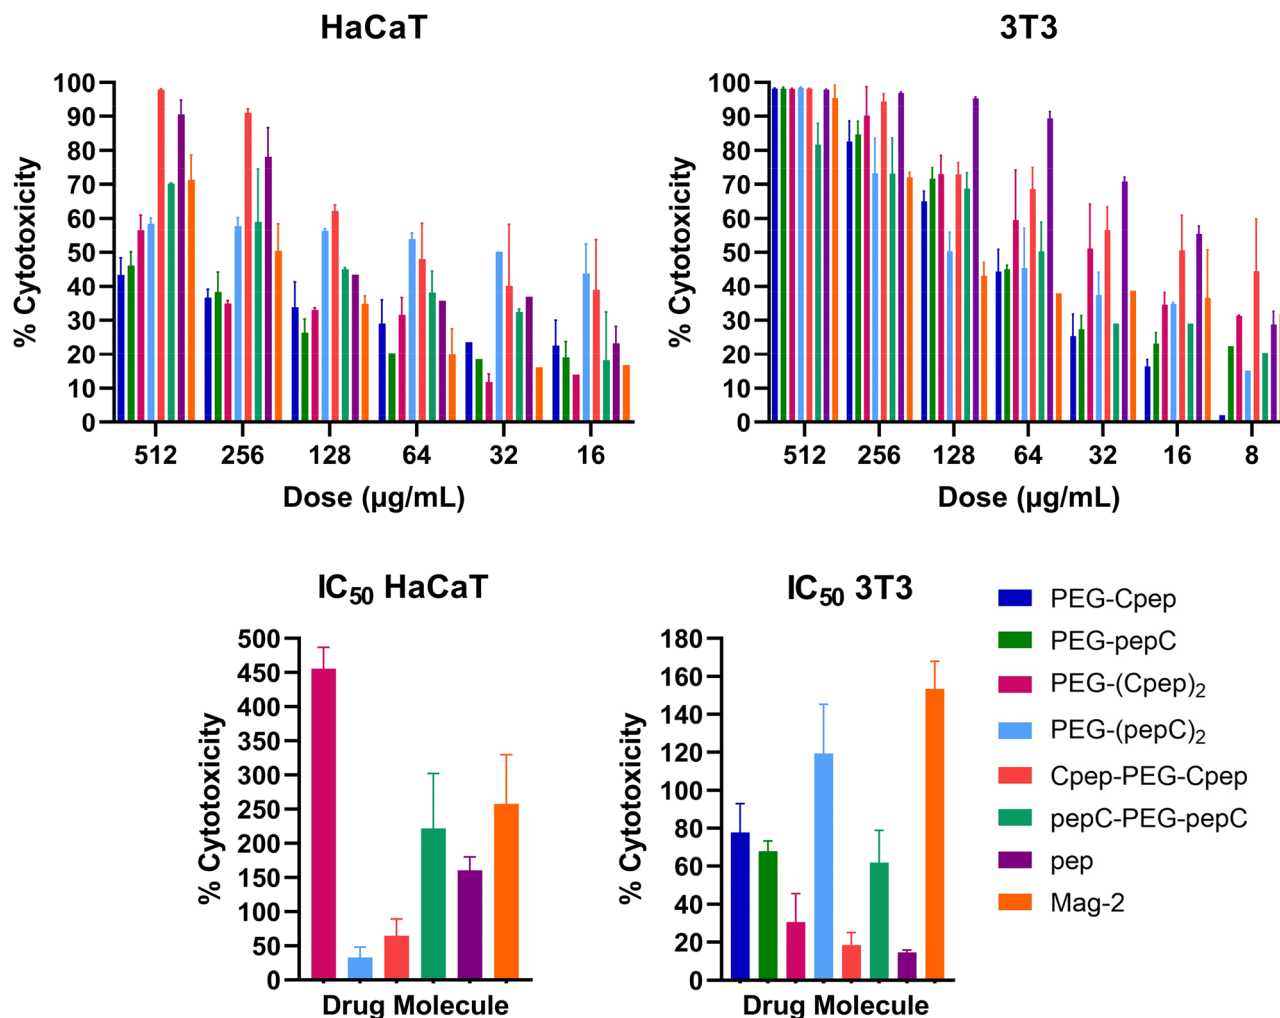 HaCaT
% Cytotoxicity
100
90
80
70
60
50
40
30
20
10
0
512 256 128 64 32 16
Dose (µg/mL)
3T3
% Cytotoxicity
100
90
80
70
60
50
40
30
20
10
0
512 256 128 64 32 16 8
Dose (µg/mL)
IC50 HaCaT
% Cytotoxicity
500
450
400
350
300
250
200
150
100
50
0
Drug Molecule
IC50 3T3
% Cytotoxicity
180
160
140
120
100
80
60
40
20
0
Drug Molecule
PEG-Cpep
PEG-pepC
PEG-(Cpep)2
PEG-(pepC)2
Cpep-PEG-Cpep
pepC-PEG-pepC
pep
Mag-2